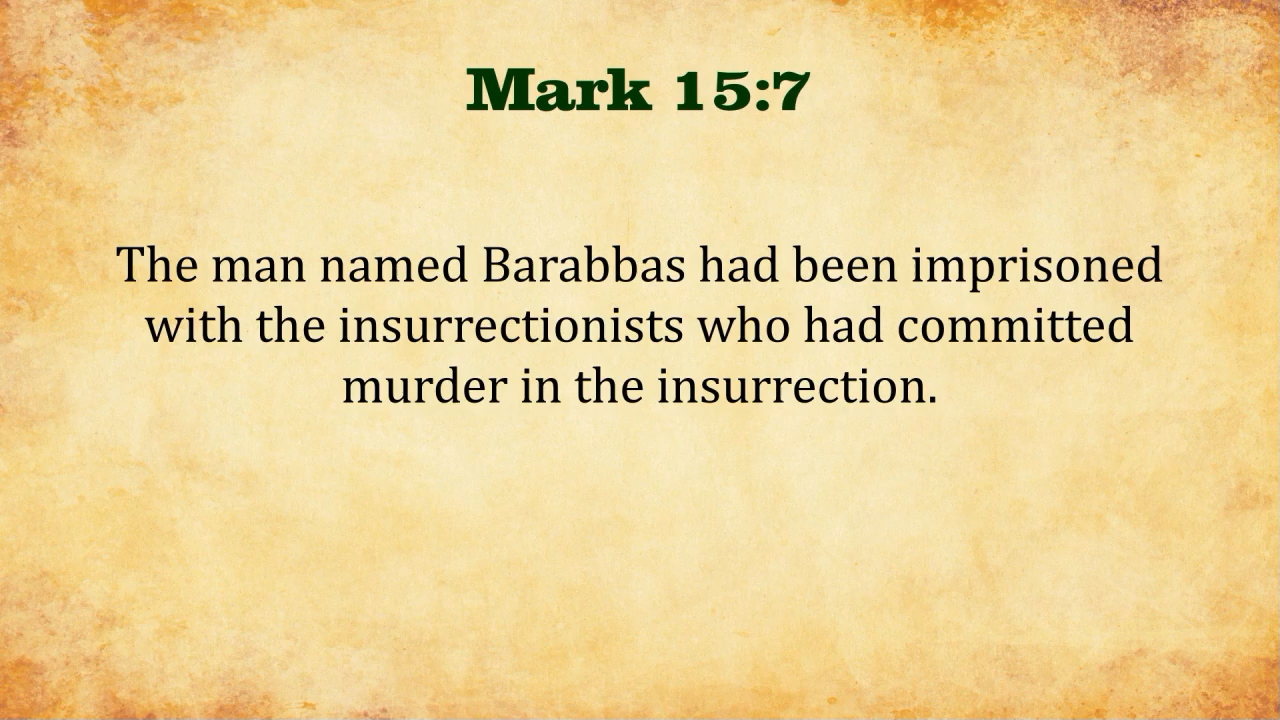 Mark 15:7
The man named Barabbas had been imprisoned
with the insurrectionists who had committed
murder in the insurrection.